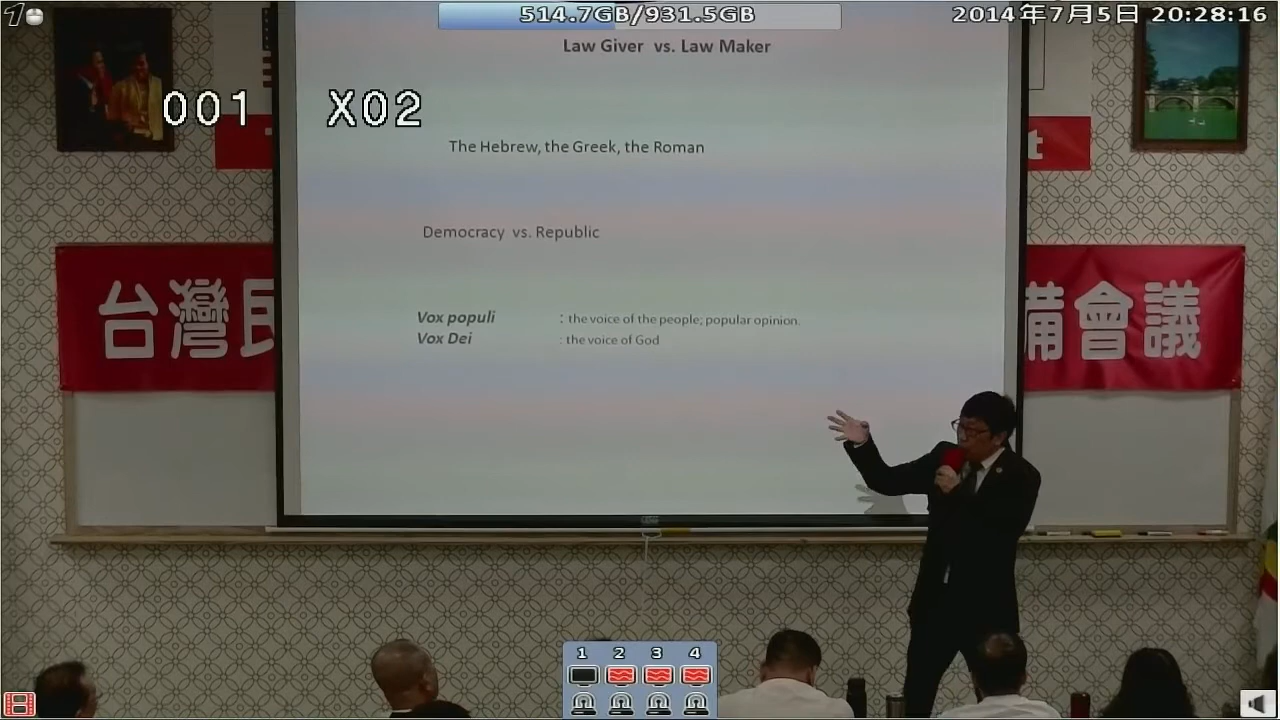 514.7GB/931.5GB
2014年7月5日 20:28:16
001 X02
Law Giver vs. Law Maker
The Hebrew, the Greek, the Roman
t
Democracy vs. Republic
台灣民
備會議
Vox populi : the voice of the people; popular opinion.
Vox Dei : the voice of God
1 2 3 4